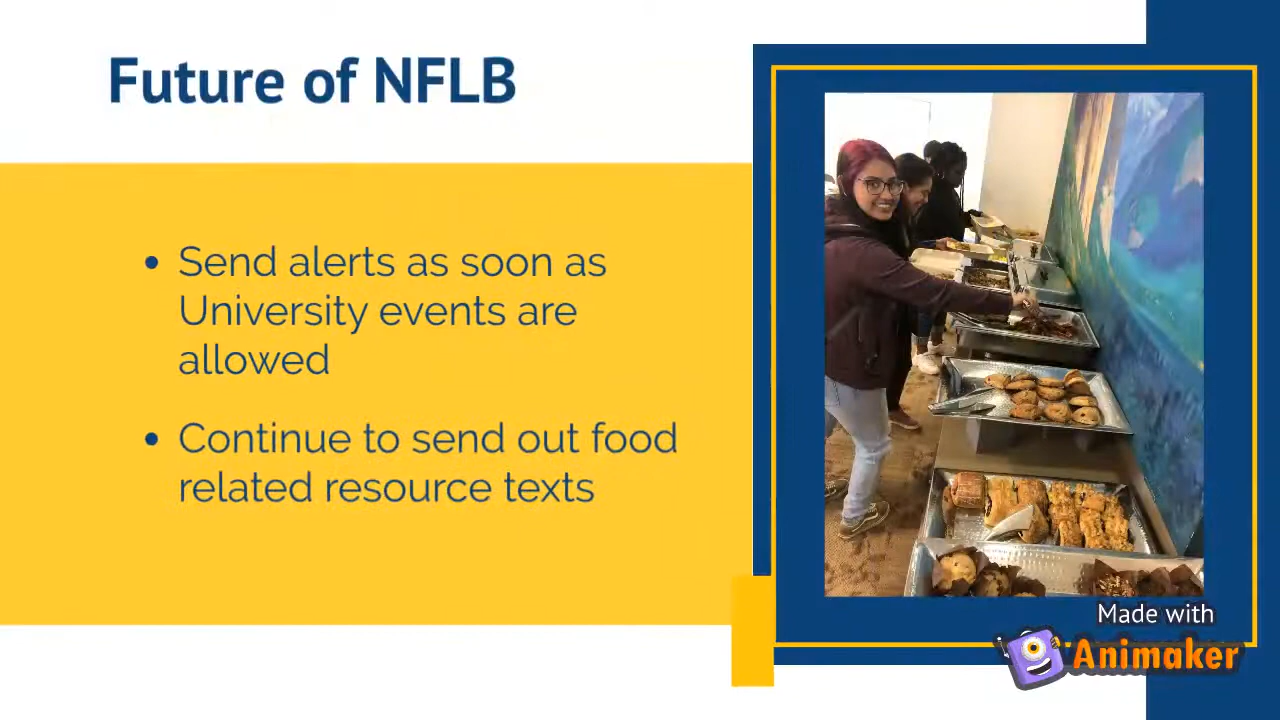 Future of NFLB
• Send alerts as soon as
University events are
allowed
• Continue to send out food
related resource texts
Made with
Animaker